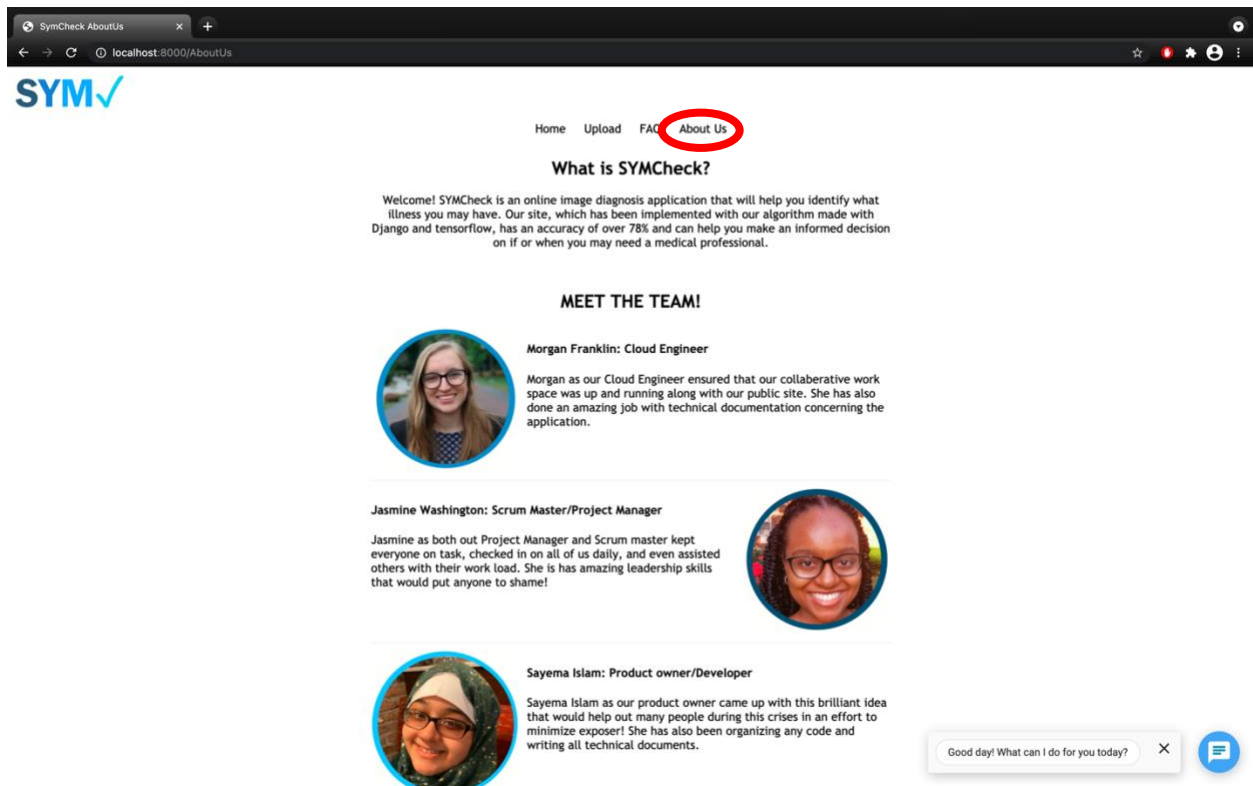 SymCheck AboutUs
localhost:8000/AboutUs
SYM✓
Home Upload FAQ About Us
What is SYMCheck?
Welcome! SYMCheck is an online image diagnosis application that will help you identify what
illness you may have. Our site, which has been implemented with our algorithm made with
Django and tensorflow, has an accuracy of over 78% and can help you make an informed decision
on if or when you may need a medical professional.
MEET THE TEAM!
Morgan Franklin: Cloud Engineer
Morgan as our Cloud Engineer ensured that our collaberative work
space was up and running along with our public site. She has also
done an amazing job with technical documentation concerning the
application.
Jasmine Washington: Scrum Master/Project Manager
Jasmine as both out Project Manager and Scrum master kept
everyone on task, checked in on all of us daily, and even assisted
others with their work load. She is has amazing leadership skills
that would put anyone to shame!
Sayema Islam: Product owner/Developer
Sayema Islam as our product owner came up with this brilliant idea
that would help out many people during this crises in an effort to
minimize exposer! She has also been organizing any code and
writing all technical documents.
Good day! What can I do for you today?